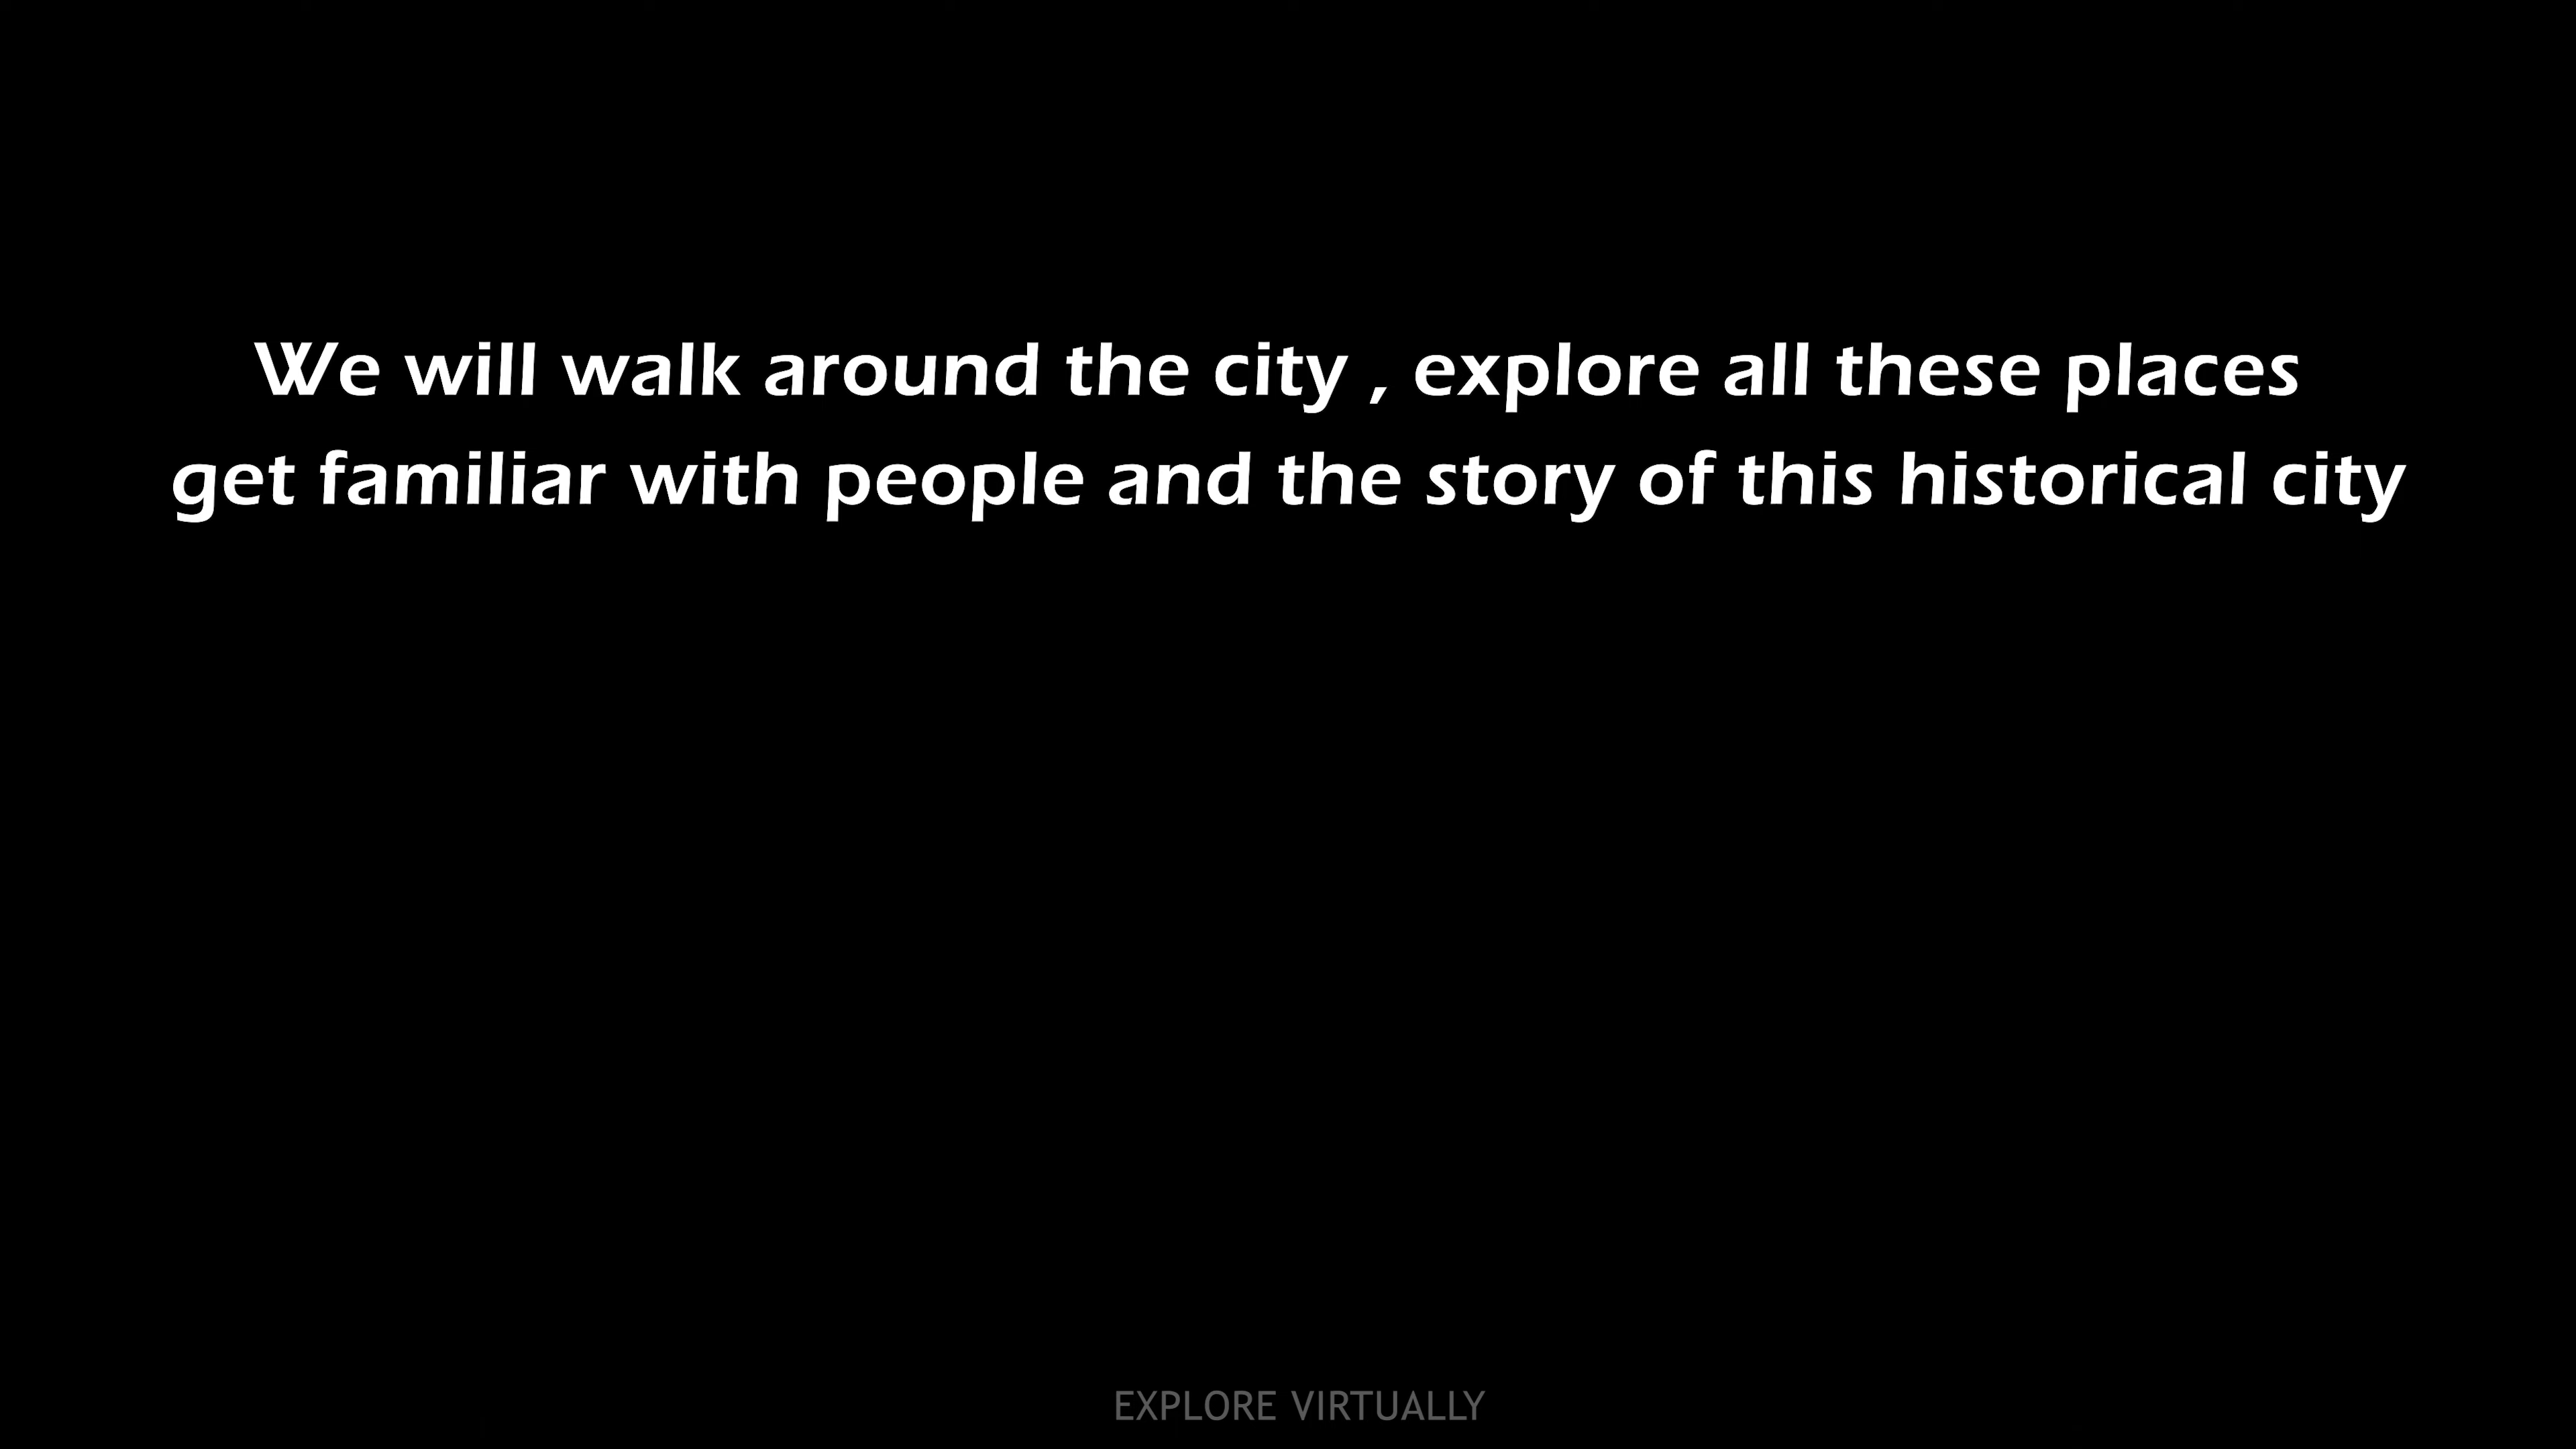 We will walk around the city , explore all these places
get familiar with people and the story of this historical city
EXPLORE VIRTUALLY